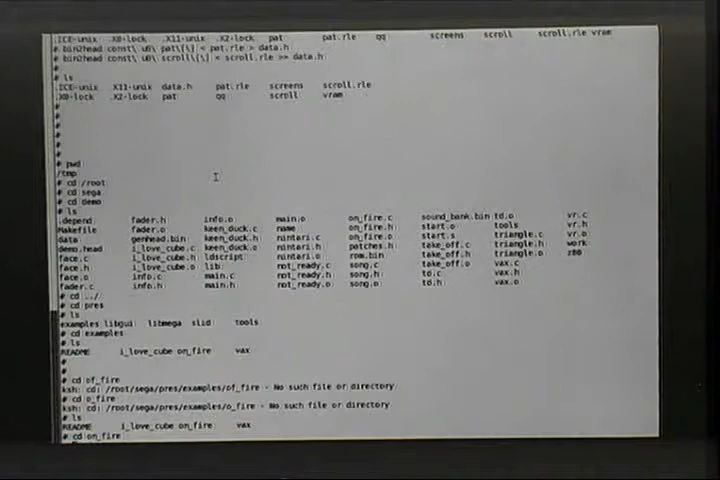 .ICE-unix .X0-lock .X11-unix .X2-lock pat pat.rle qq screens scroll scroll.rle vram
# bin2head const\ u8\ pat\[\] < pat.rle > data.h
# bin2head const\ u8\ scroll\[\] < scroll.rle >> data.h
#
# ls
.ICE-unix .X11-unix data.h pat.rle screens scroll.rle
.X0-lock .X2-lock pat qq scroll vram
#
#
#
#
#
#
# pwd
/tmp
# cd /root
# cd sega
# cd demo
# ls
.depend fader.h info.o main.o on_fire.c sound_bank.bin td.o vr.c
Makefile fader.o keen_duck.c name on_fire.h start.o tools vr.h
data genhead.bin keen_duck.h nintari.c on_fire.o start.s triangle.c vr.o
demo.head i_love_cube.c keen_duck.o nintari.h patches.h take_off.c triangle.h work
face.c i_love_cube.h ldscript nintari.o rom.bin take_off.h triangle.o z80
face.h i_love_cube.o lib not_ready.c song.c take_off.o vax.c
face.o info.c main.c not_ready.h song.h td.c vax.h
fader.c info.h main.h not_ready.o song.o td.h vax.o
# cd ../
# cd pres
# ls
examples libgui libmega slid tools
# cd examples
# ls
README i_love_cube on_fire vax
#
#
# cd of_fire
ksh: cd: /root/sega/pres/examples/of_fire - No such file or directory
# cd o_fire
ksh: cd: /root/sega/pres/examples/o_fire - No such file or directory
# ls
README i_love_cube on_fire vax
# cd on_fire